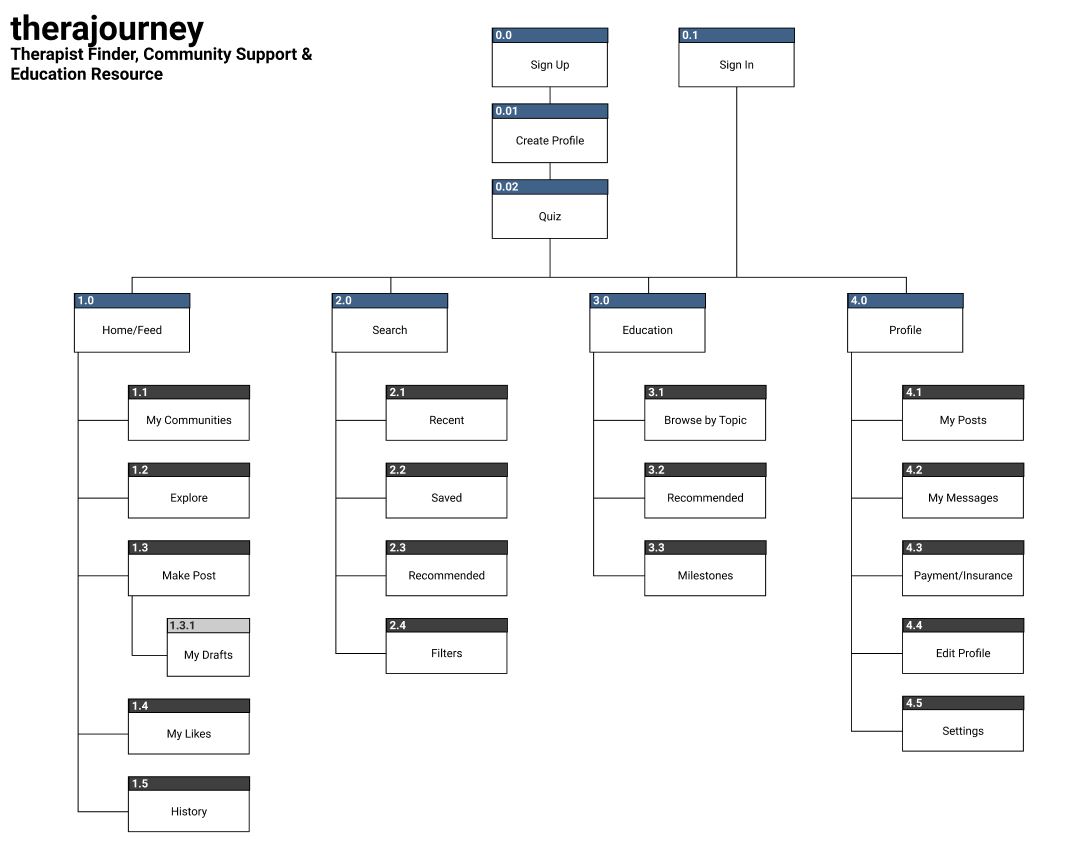 therajourney
Therapist Finder, Community Support &
Education Resource
0.0
Sign Up
0.1
Sign In
0.01
Create Profile
0.02
Quiz
1.0
Home/Feed
2.0
Search
3.0
Education
4.0
Profile
1.1
My Communities
1.2
Explore
1.3
Make Post
1.3.1
My Drafts
1.4
My Likes
1.5
History
2.1
Recent
2.2
Saved
2.3
Recommended
2.4
Filters
3.1
Browse by Topic
3.2
Recommended
3.3
Milestones
4.1
My Posts
4.2
My Messages
4.3
Payment/Insurance
4.4
Edit Profile
4.5
Settings